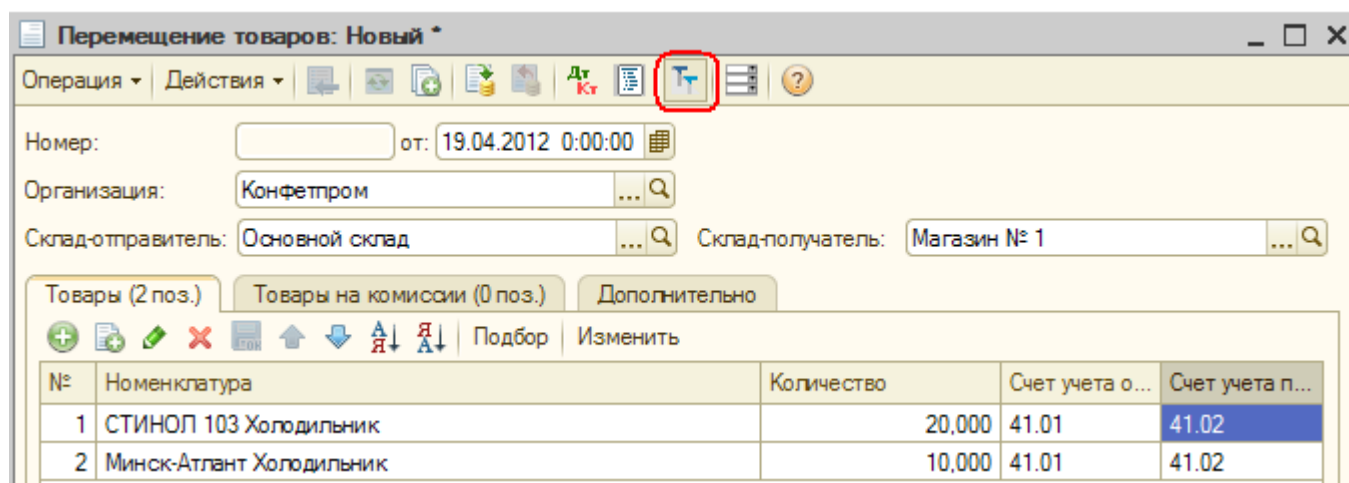 Перемещение товаров: Новый *
Операция Действия Дт Кт Тт ?
Номер: от: 19.04.2012 0:00:00
Организация: Конфетпром ...
Склад-отправитель: Основной склад ... Склад-получатель: Магазин № 1 ...
Товары (2 поз.) Товары на комиссии (0 поз.) Дополнительно
А Я Я А Подбор Изменить
№ Номенклатура Количество Счет учета о... Счет учета п...
1 СТИНОЛ 103 Холодильник 20,000 41.01 41.02
2 Минск-Атлант Холодильник 10,000 41.01 41.02